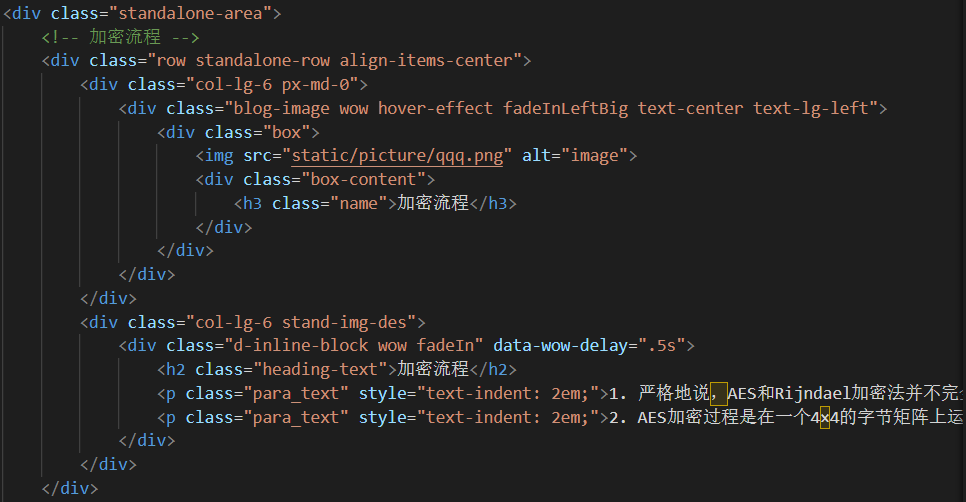 <div class="standalone-area">
<!-- 加密流程 -->
<div class="row standalone-row align-items-center">
<div class="col-lg-6 px-md-0">
<div class="blog-image wow hover-effect fadeInLeftBig text-center text-lg-left">
<div class="box">
<img src="static/picture/qqq.png" alt="image">
<div class="box-content">
<h3 class="name">加密流程</h3>
</div>
</div>
</div>
</div>
<div class="col-lg-6 stand-img-des">
<div class="d-inline-block wow fadeIn" data-wow-delay=".5s">
<h2 class="heading-text">加密流程</h2>
<p class="para_text" style="text-indent: 2em;">1. 严格地说，AES和Rijndael加密法并不完
<p class="para_text" style="text-indent: 2em;">2. AES加密过程是在一个4×4的字节矩阵上运
</div>
</div>
</div>